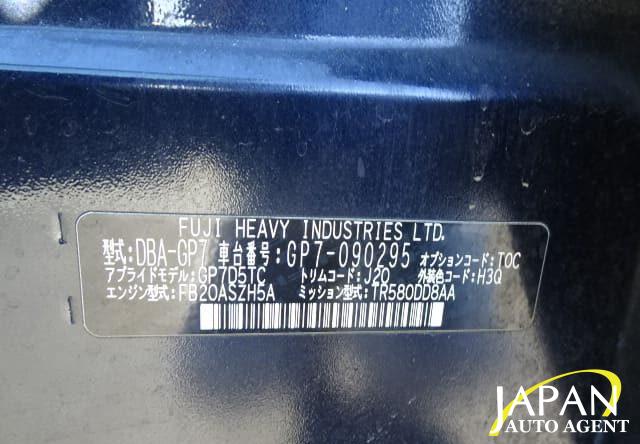 FUJI HEAVY INDUSTRIES LTD.
型式:DBA-GP7 車台番号:GP7-090295 オプションコード:TOC
アプライドモデル:GP7D5TC トリムコード:J20 外装色コード:H3Q
エンジン型式:FB20ASZH5A ミッション型式:TR580DD8AA
JAPAN
AUTO AGENT